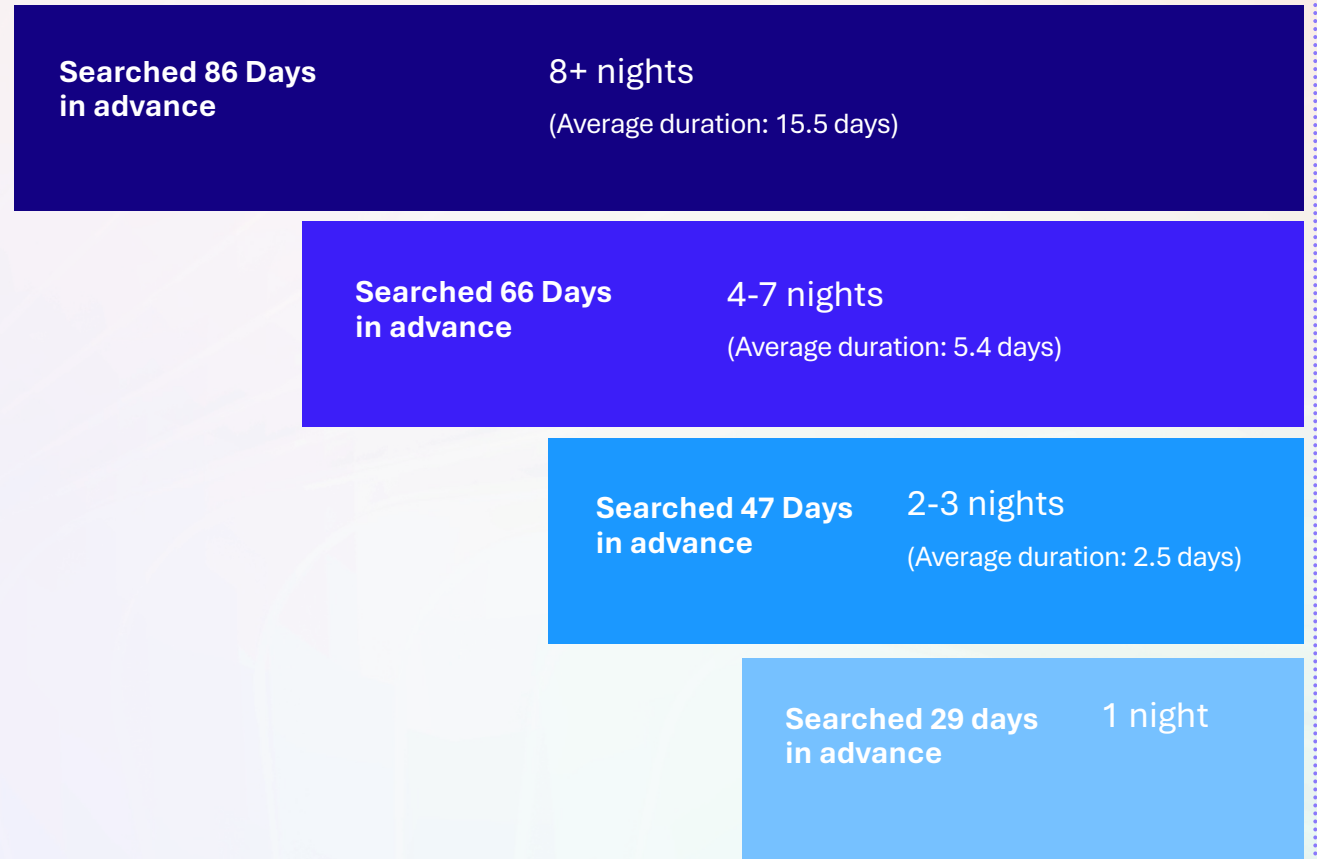 Searched 86 Days
in advance
8+ nights
(Average duration: 15.5 days)
Searched 66 Days
in advance
4-7 nights
(Average duration: 5.4 days)
Searched 47 Days
in advance
2-3 nights
(Average duration: 2.5 days)
Searched 29 days
in advance
1 night